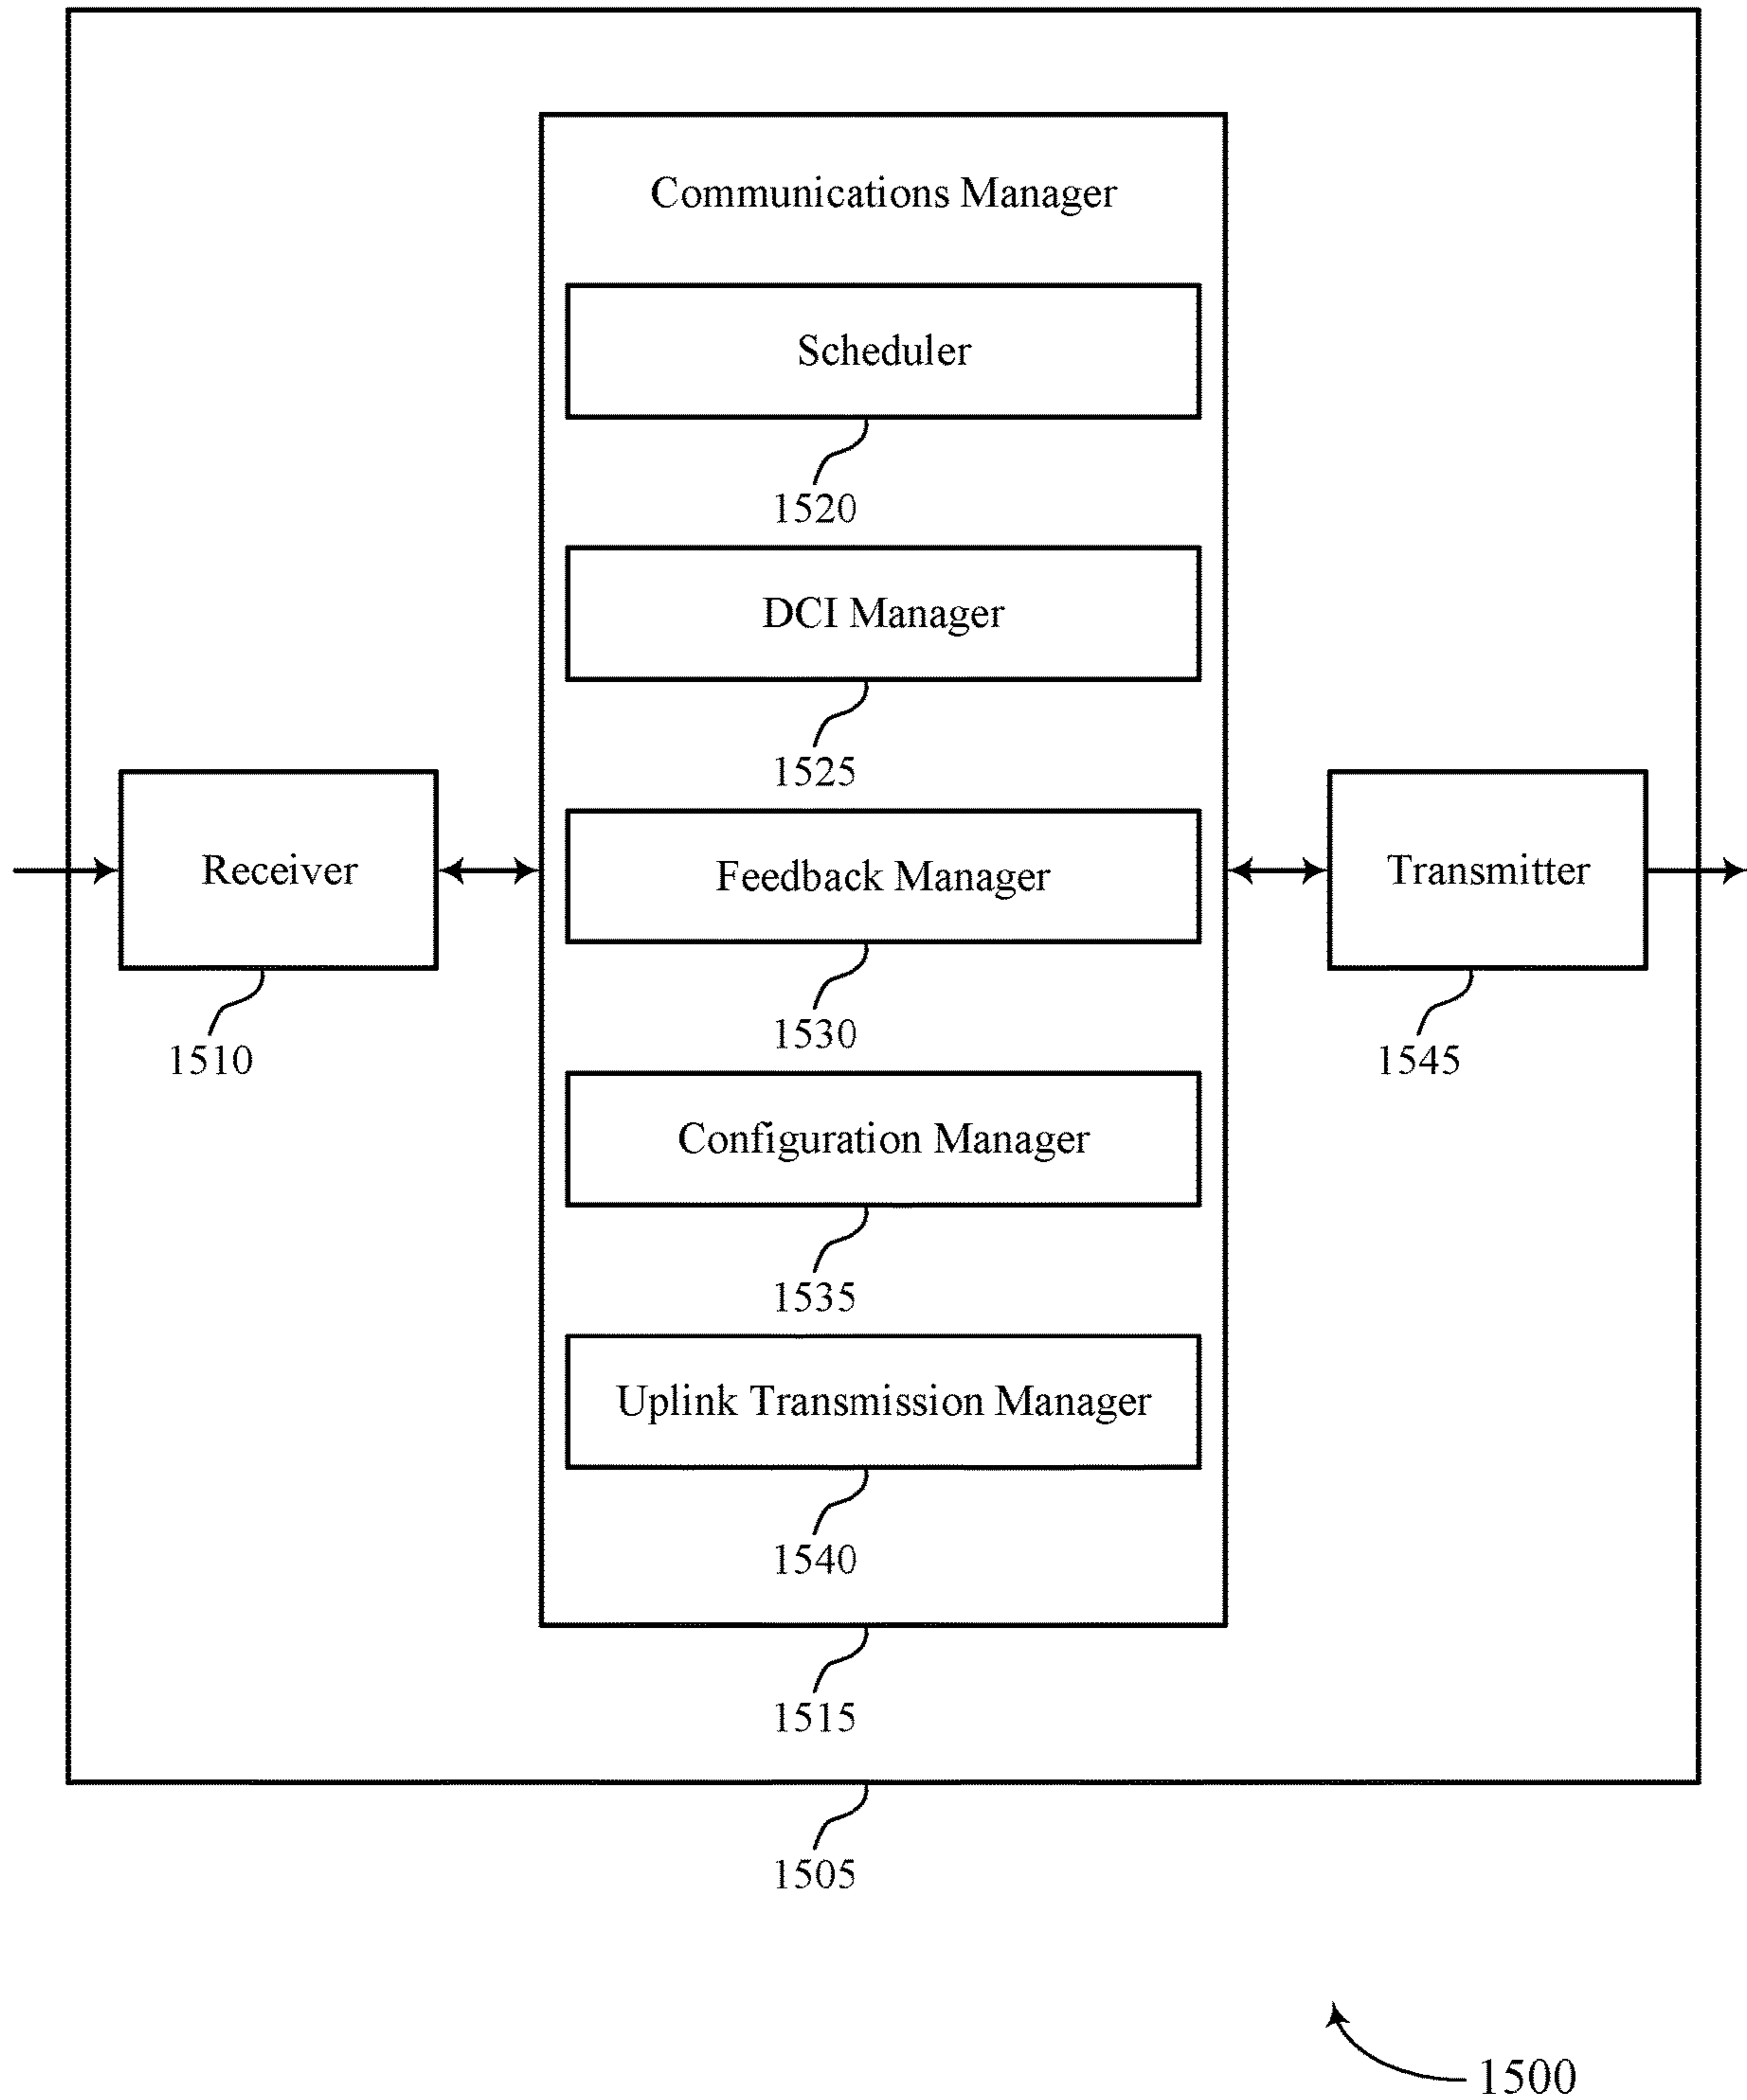 Communications Manager
Scheduler
1520
DCI Manager
1525
Receiver
1510
Feedback Manager
1530
Transmitter
1545
Configuration Manager
1535
Uplink Transmission Manager
1540
1515
1505
1500